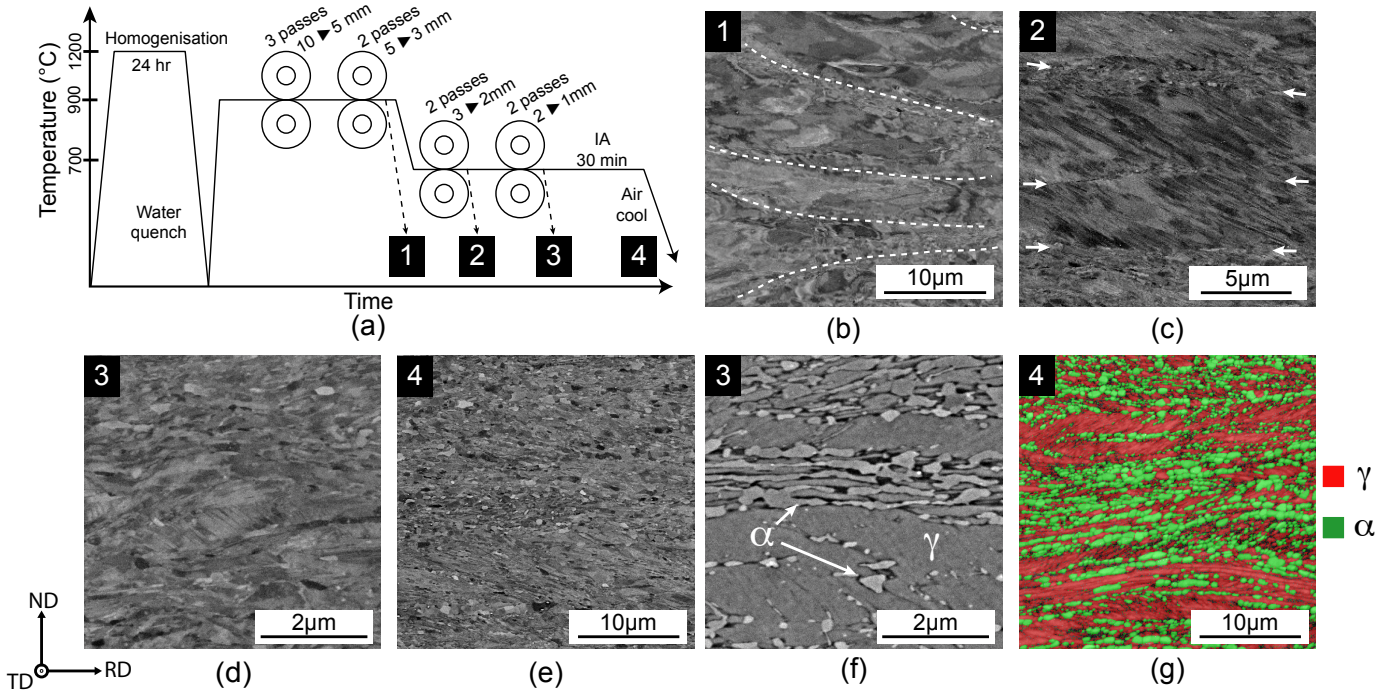 Temperature (°C)
1200
900
700
Homogenisation
24 hr
Water
quench
3 passes
10 ▶ 5 mm
2 passes
5 ▶ 3 mm
2 passes
3 ▶ 2mm
2 passes
2 ▶ 1mm
IA
30 min
Air
cool
1
2
3
4
Time
(a)
1
10µm
(b)
2
5µm
(c)
3
2µm
(d)
4
10µm
(e)
3
α
γ
2µm
(f)
4
10µm
(g)
γ
α
ND
TD
RD